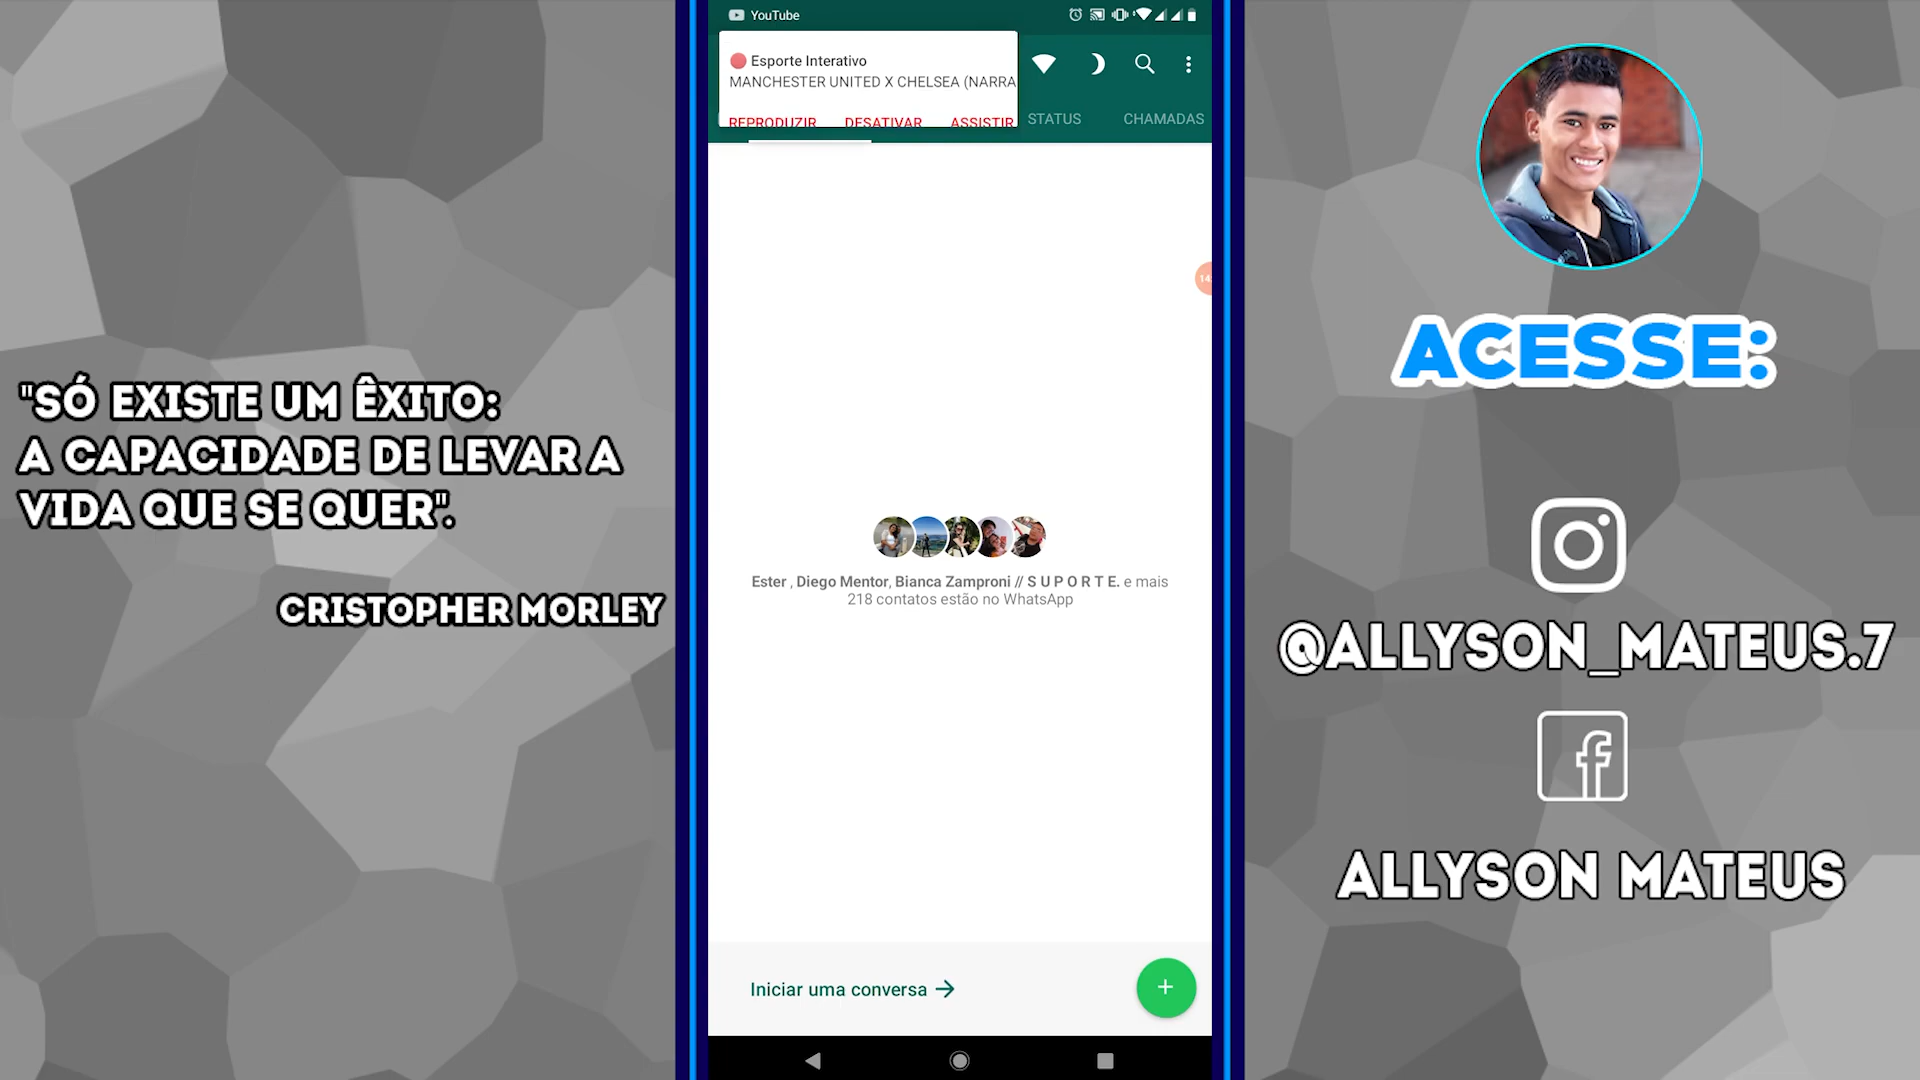 "SÓ EXISTE UM ÊXITO:
A CAPACIDADE DE LEVAR A
VIDA QUE SE QUER".
CRISTOPHER MORLEY
YouTube
Esporte Interativo
MANCHESTER UNITED X CHELSEA (NARRA
REPRODUZIR DESATIVAR ASSISTIR
STATUS CHAMADAS
14
Ester , Diego Mentor, Bianca Zamproni // S U P O R T E. e mais
218 contatos estão no WhatsApp
Iniciar uma conversa
ACESSE:
@ALLYSON_MATEUS.7
ALLYSON MATEUS